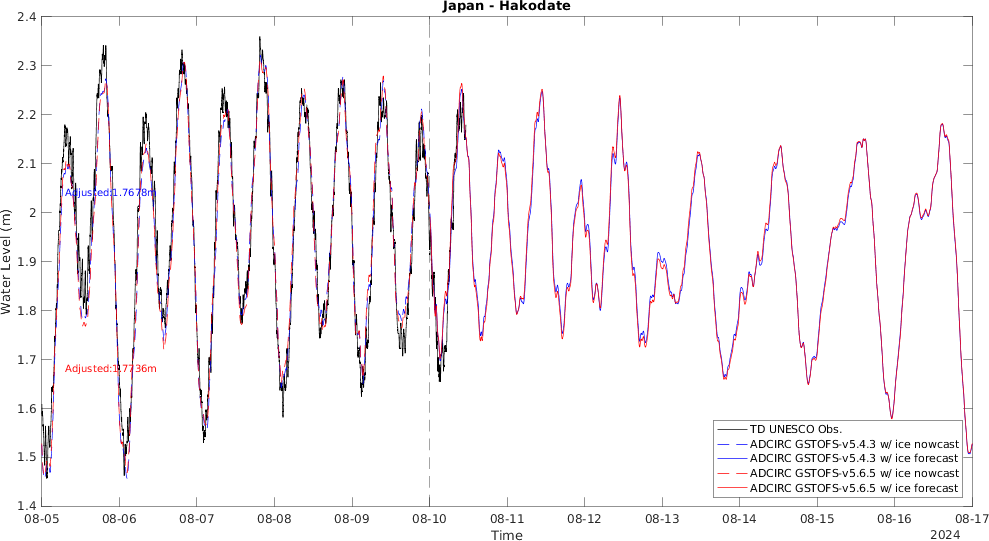 Japan - Hakodate
2.4
2.3
2.2
2.1
2
1.9
1.8
1.7
1.6
1.5
1.4
Water Level (m)
Adjusted:1.7678m
Adjusted:1.7736m
TD UNESCO Obs.
ADCIRC GSTOFS-v5.4.3 w/ ice nowcast
ADCIRC GSTOFS-v5.4.3 w/ ice forecast
ADCIRC GSTOFS-v5.6.5 w/ ice nowcast
ADCIRC GSTOFS-v5.6.5 w/ ice forecast
08-05 08-06 08-07 08-08 08-09 08-10 08-11 08-12 08-13 08-14 08-15 08-16 08-17
Time
2024